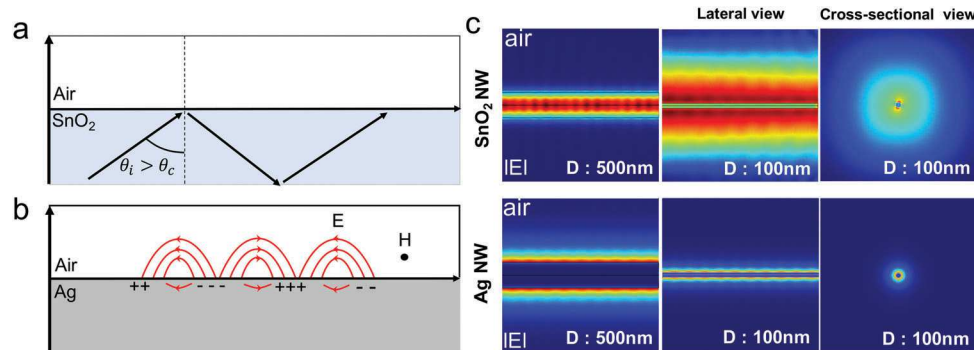 a
Air
SnO₂
θᵢ > θ꜀
b
E
H
Air
Ag
++ --- +++ --
c
Lateral view
Cross-sectional view
SnO₂ NW
air
|E|
D : 500nm
D : 100nm
D : 100nm
Ag NW
air
|E|
D : 500nm
D : 100nm
D : 100nm